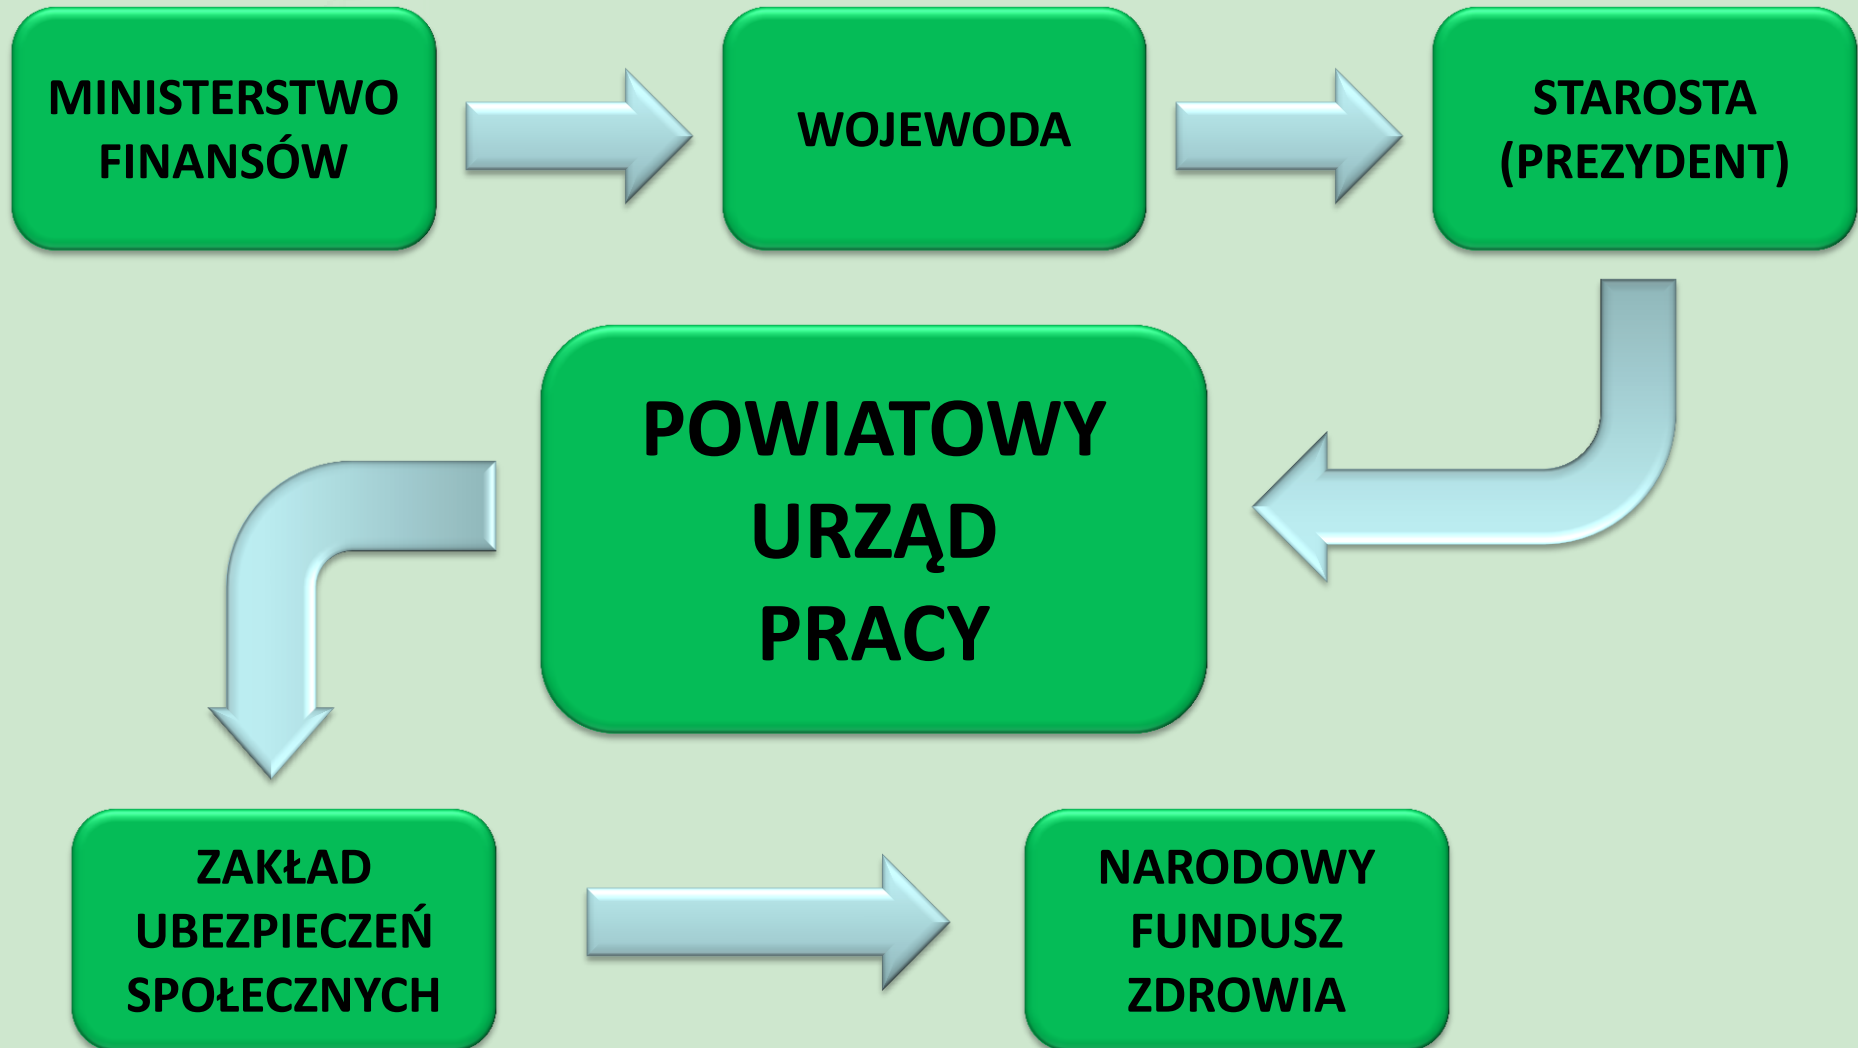 MINISTERSTWO
FINANSÓW
WOJEWODA
STAROSTA
(PREZYDENT)
POWIATOWY
URZĄD
PRACY
ZAKŁAD
UBEZPIECZEŃ
SPOŁECZNYCH
NARODOWY
FUNDUSZ
ZDROWIA